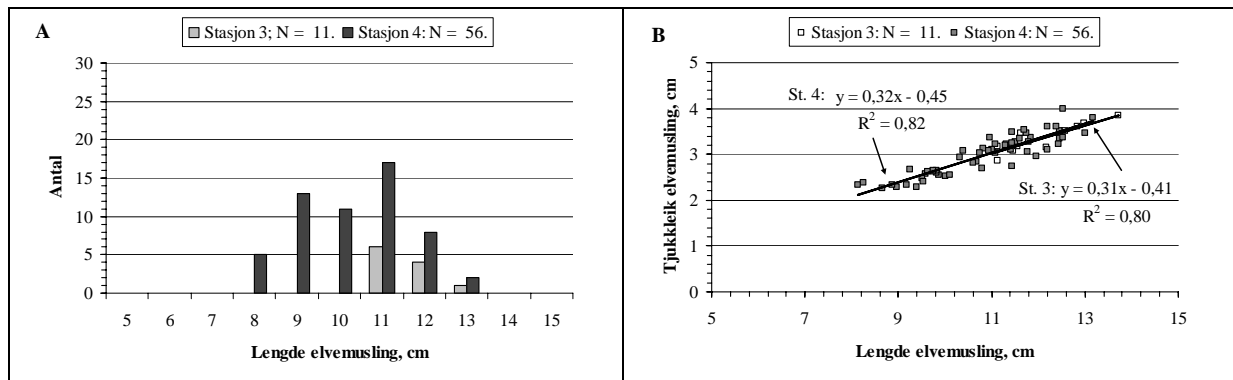 A
Stasjon 3; N = 11. Stasjon 4: N = 56.
30
25
20
15
10
5
0
Antal
5 6 7 8 9 10 11 12 13 14 15
Lengde elvemusling, cm
B
Stasjon 3: N = 11. Stasjon 4: N = 56.
5
4
3
2
1
0
Tjukkleik elvemusling, cm
St. 4: y = 0,32x - 0,45
R² = 0,82
St. 3: y = 0,31x - 0,41
R² = 0,80
5 7 9 11 13 15
Lengde elvemusling, cm